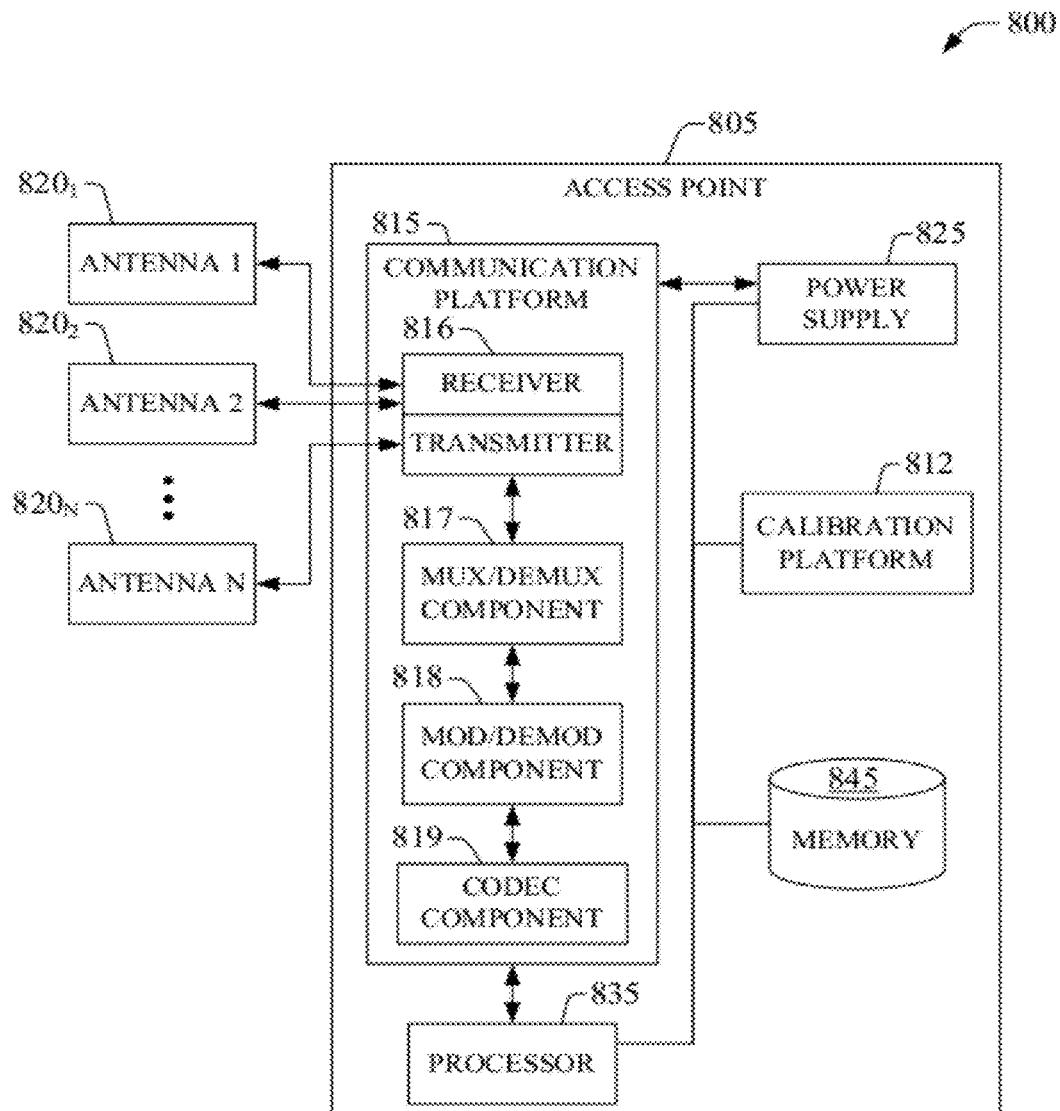 800
805
ACCESS POINT
820₁
ANTENNA 1
820₂
ANTENNA 2
820N
ANTENNA N
815
COMMUNICATION
PLATFORM
816
RECEIVER
TRANSMITTER
817
MUX/DEMUX
COMPONENT
818
MOD/DEMOD
COMPONENT
819
CODEC
COMPONENT
835
PROCESSOR
825
POWER
SUPPLY
812
CALIBRATION
PLATFORM
845
MEMORY